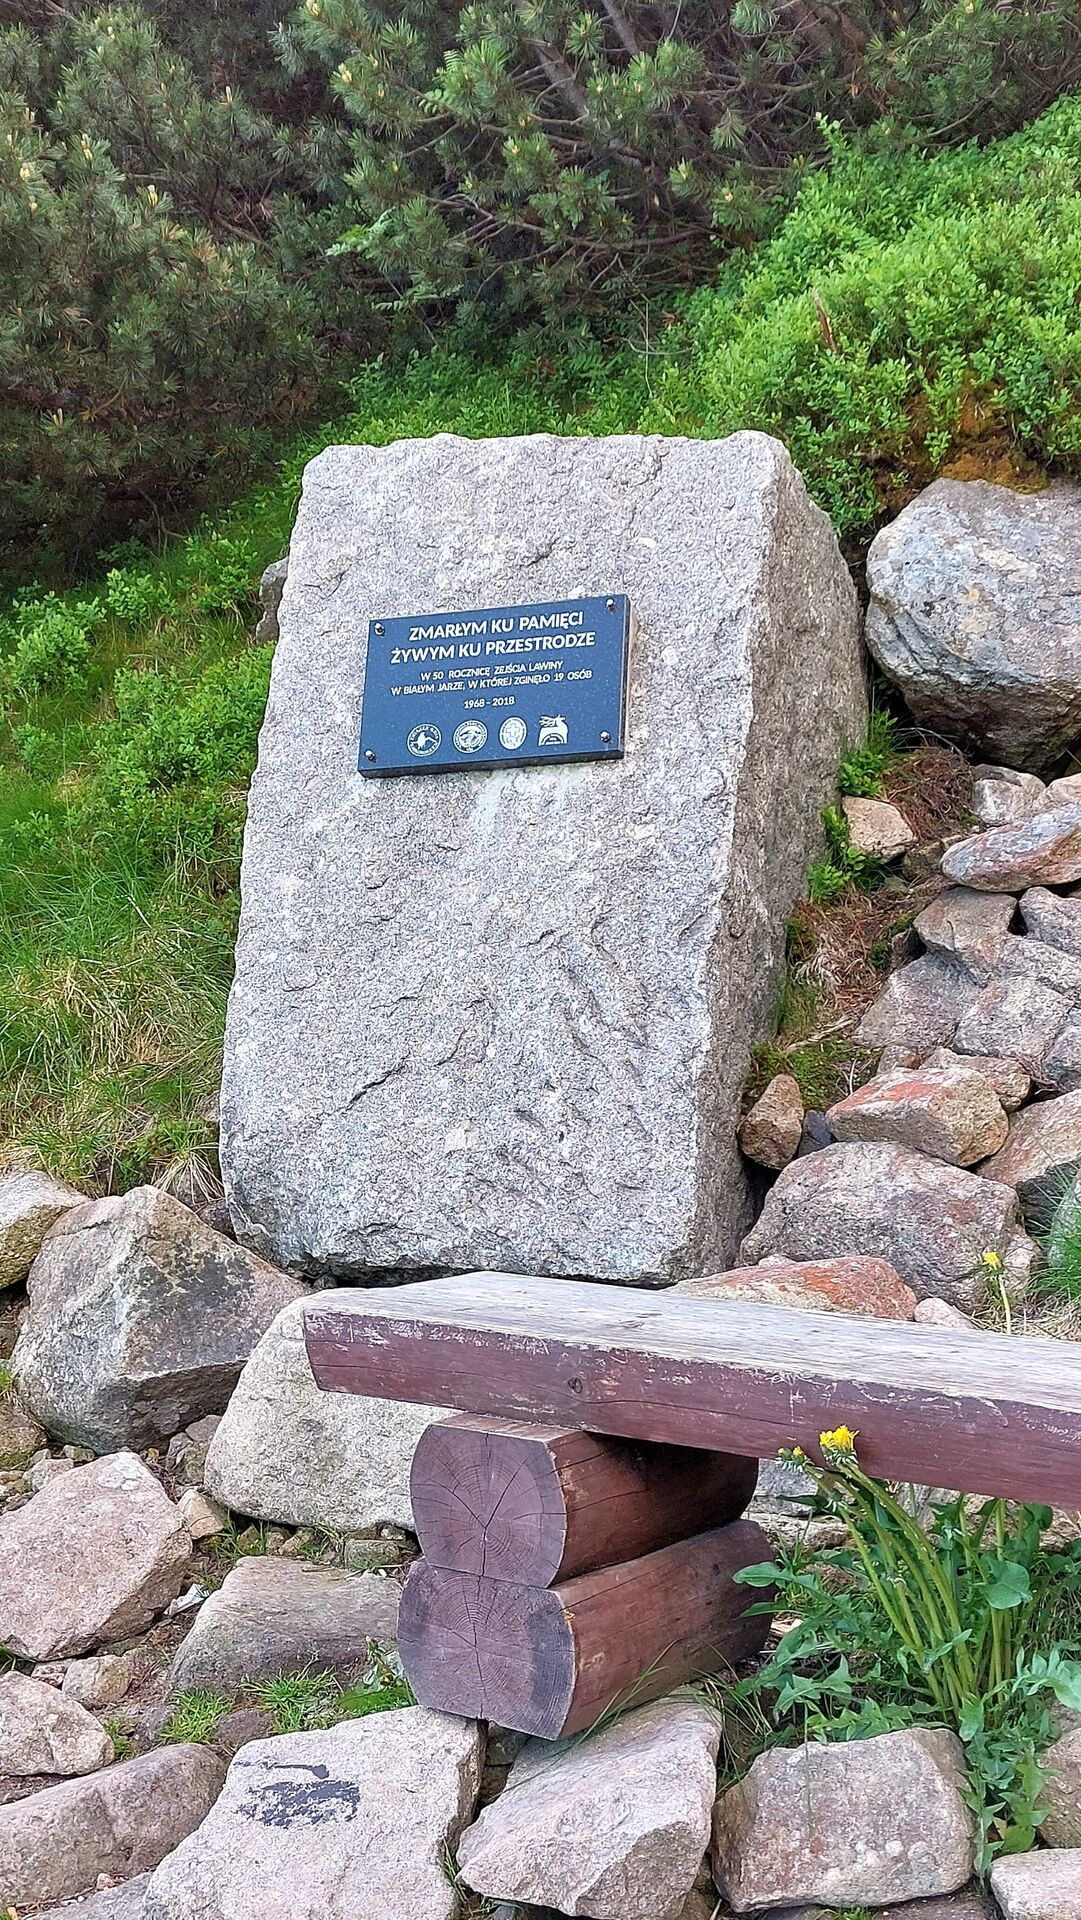 ZMARŁYM KU PAMIĘCI
ŻYWYM KU PRZESTRODZE
W 50 ROCZNICĘ ZEJŚCIA LAWINY
W BIAŁYM JARZE, W KTÓREJ ZGINĘŁO 19 OSÓB
1968 - 2018